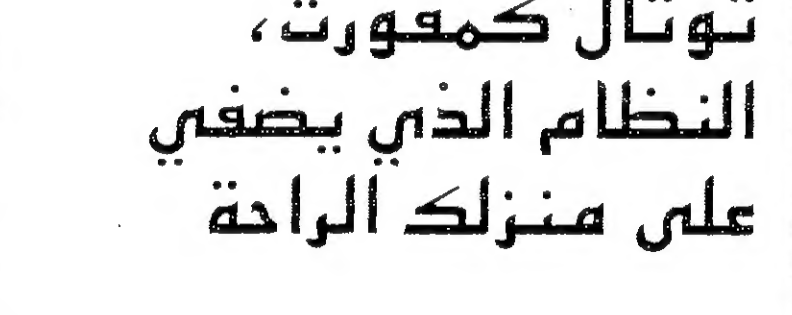 توتال كمفورت،
النظام الذي يضفي
على منزلك الراحة